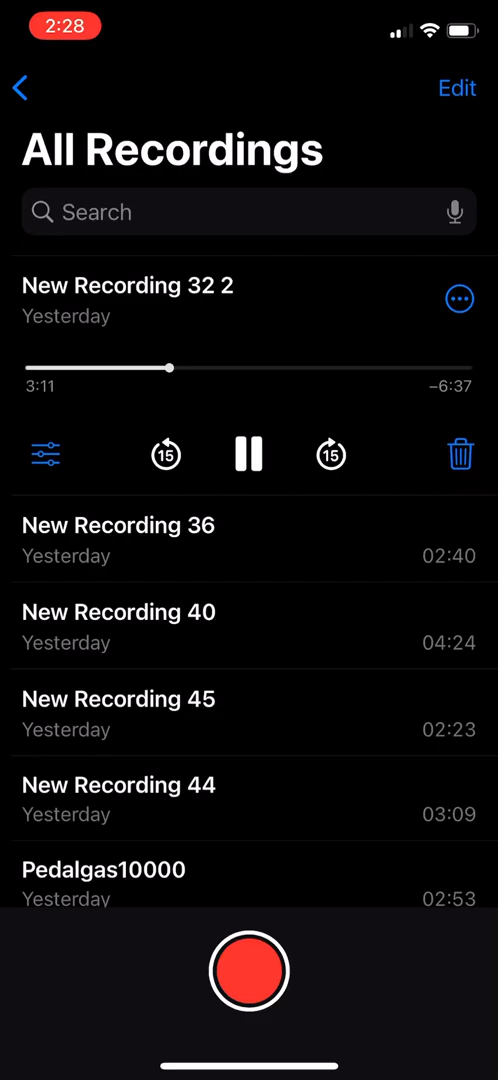 2:28
Edit
All Recordings
Search
New Recording 32 2
Yesterday
3:11
−6:37
15
15
New Recording 36
Yesterday
02:40
New Recording 40
Yesterday
04:24
New Recording 45
Yesterday
02:23
New Recording 44
Yesterday
03:09
Pedalgas10000
Yesterday
02:53